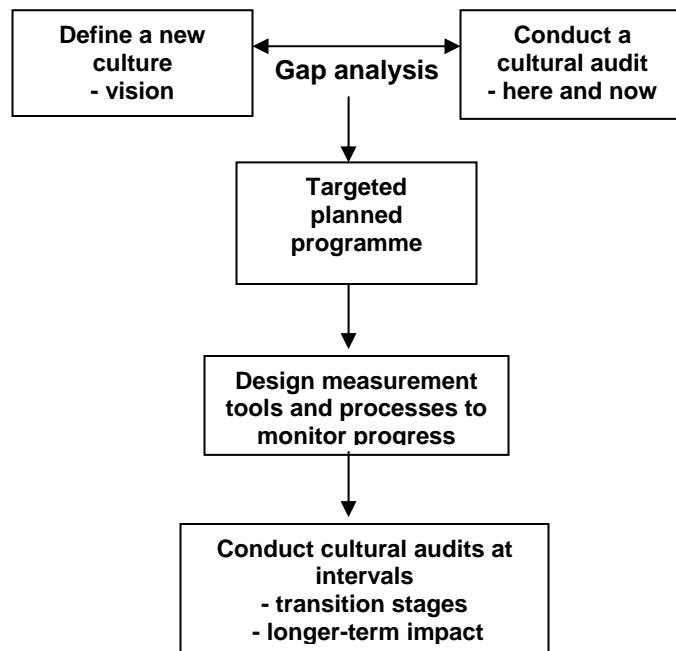 Define a new
culture
- vision
Gap analysis
Conduct a
cultural audit
- here and now
Targeted
planned
programme
Design measurement
tools and processes to
monitor progress
Conduct cultural audits at
intervals
- transition stages
- longer-term impact